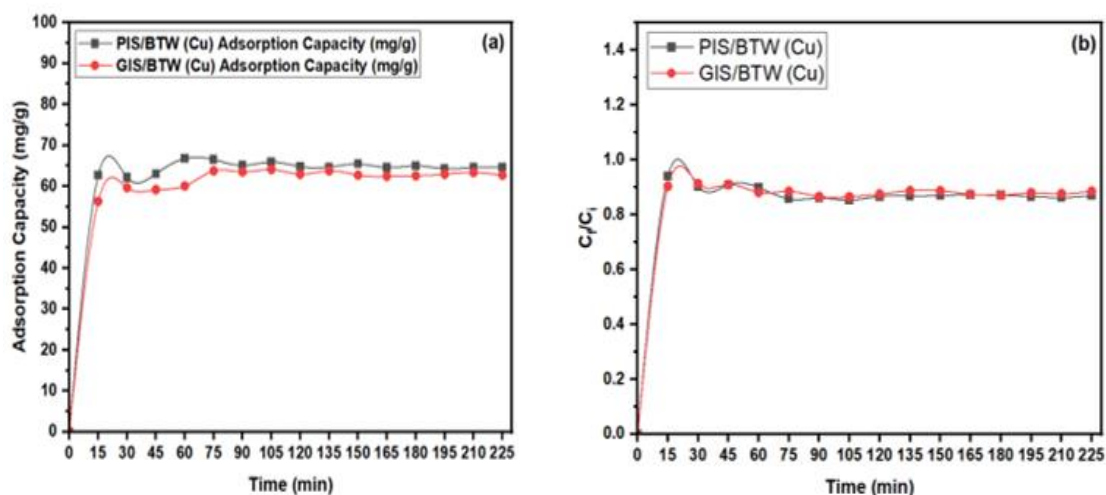 (a)
PIS/BTW (Cu) Adsorption Capacity (mg/g)
GIS/BTW (Cu) Adsorption Capacity (mg/g)
Adsorption Capacity (mg/g)
100
90
80
70
60
50
40
30
20
10
0
0 15 30 45 60 75 90 105 120 135 150 165 180 195 210 225
Time (min)
(b)
PIS/BTW (Cu)
GIS/BTW (Cu)
Cf/Ci
1.4
1.2
1.0
0.8
0.6
0.4
0.2
0.0
0 15 30 45 60 75 90 105 120 135 150 165 180 195 210 225
Time (min)